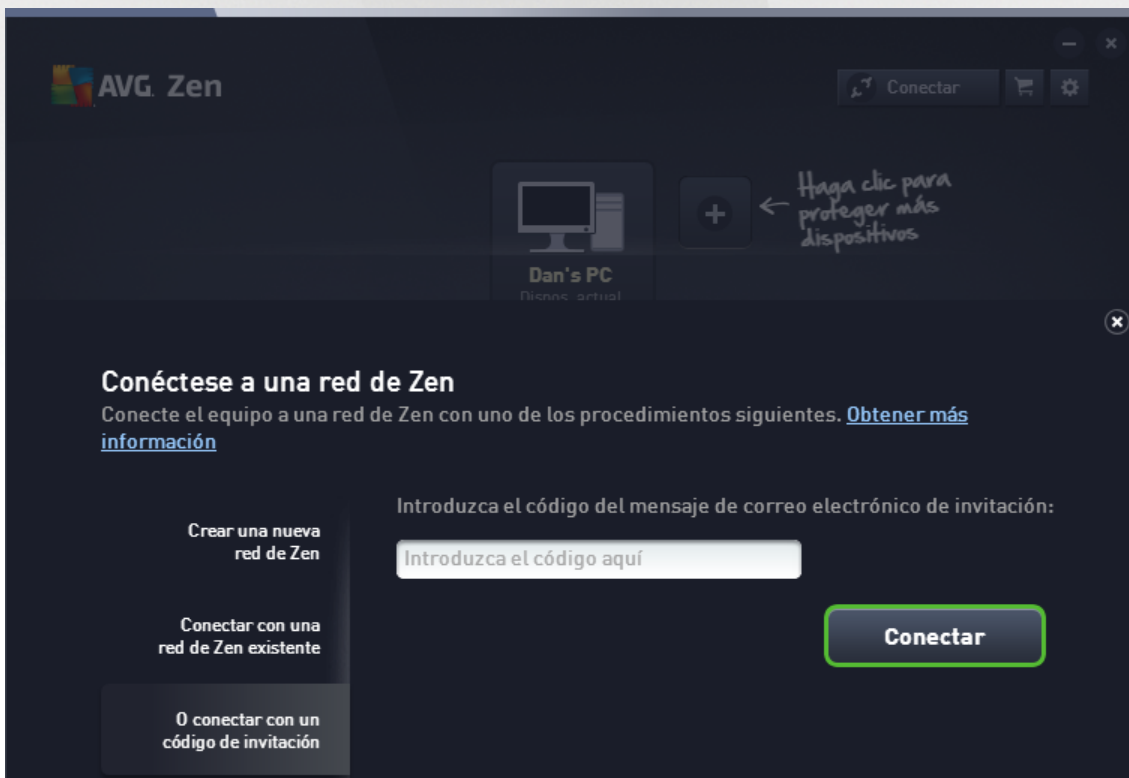 AVG. Zen
Conectar
Haga clic para
proteger más
dispositivos
Dan's PC
Dispos. actual
Conéctese a una red de Zen
Conecte el equipo a una red de Zen con uno de los procedimientos siguientes. Obtener más
información
Crear una nueva
red de Zen
Conectar con una
red de Zen existente
O conectar con un
código de invitación
Introduzca el código del mensaje de correo electrónico de invitación:
Introduzca el código aquí
Conectar